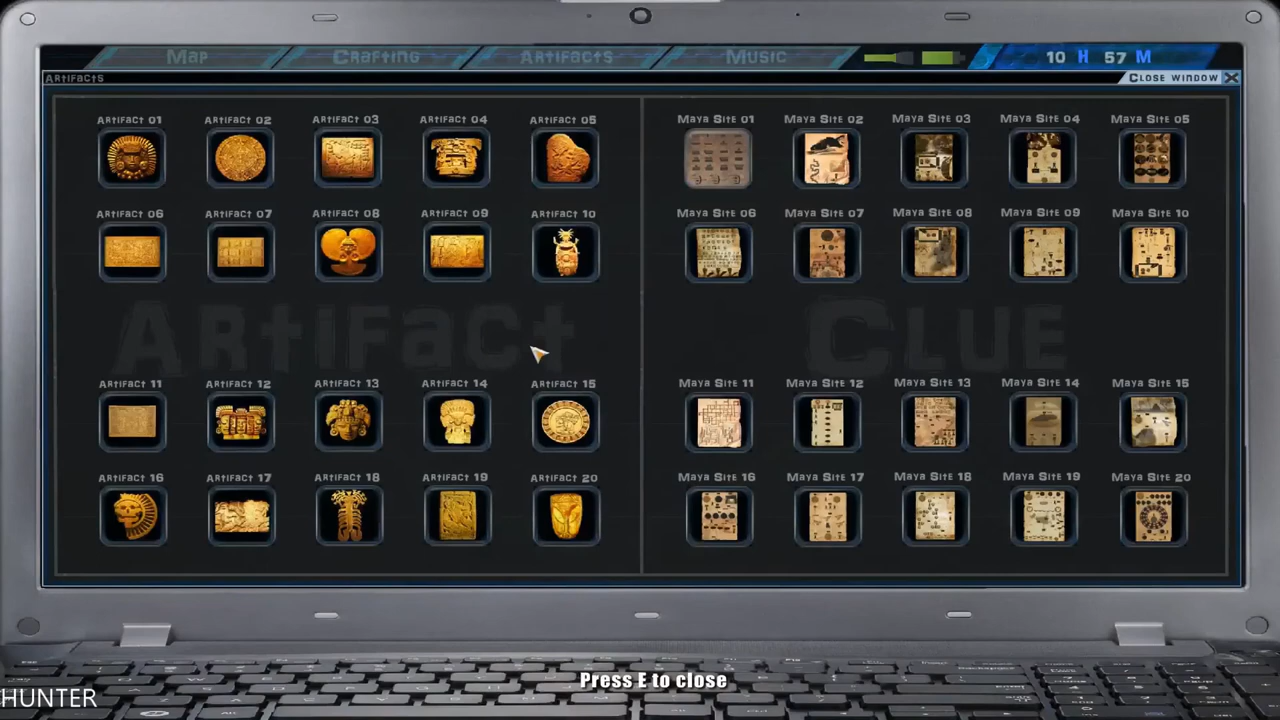 Map Crafting Artifacts Music 10 H 57 M
Artifacts Close Window
Artifact 01 Artifact 02 Artifact 03 Artifact 04 Artifact 05
Maya Site 01 Maya Site 02 Maya Site 03 Maya Site 04 Maya Site 05
Artifact 06 Artifact 07 Artifact 08 Artifact 09 Artifact 10
Maya Site 06 Maya Site 07 Maya Site 08 Maya Site 09 Maya Site 10
Artifact Clue
Artifact 11 Artifact 12 Artifact 13 Artifact 14 Artifact 15
Maya Site 11 Maya Site 12 Maya Site 13 Maya Site 14 Maya Site 15
Artifact 16 Artifact 17 Artifact 18 Artifact 19 Artifact 20
Maya Site 16 Maya Site 17 Maya Site 18 Maya Site 19 Maya Site 20
Press E to close
HUNTER